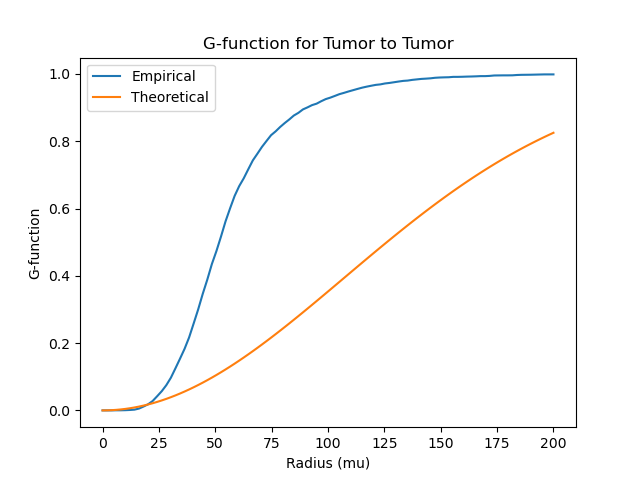 G-function for Tumor to Tumor
Empirical
Theoretical
1.0
0.8
0.6
0.4
0.2
0.0
G-function
0 25 50 75 100 125 150 175 200
Radius (mu)